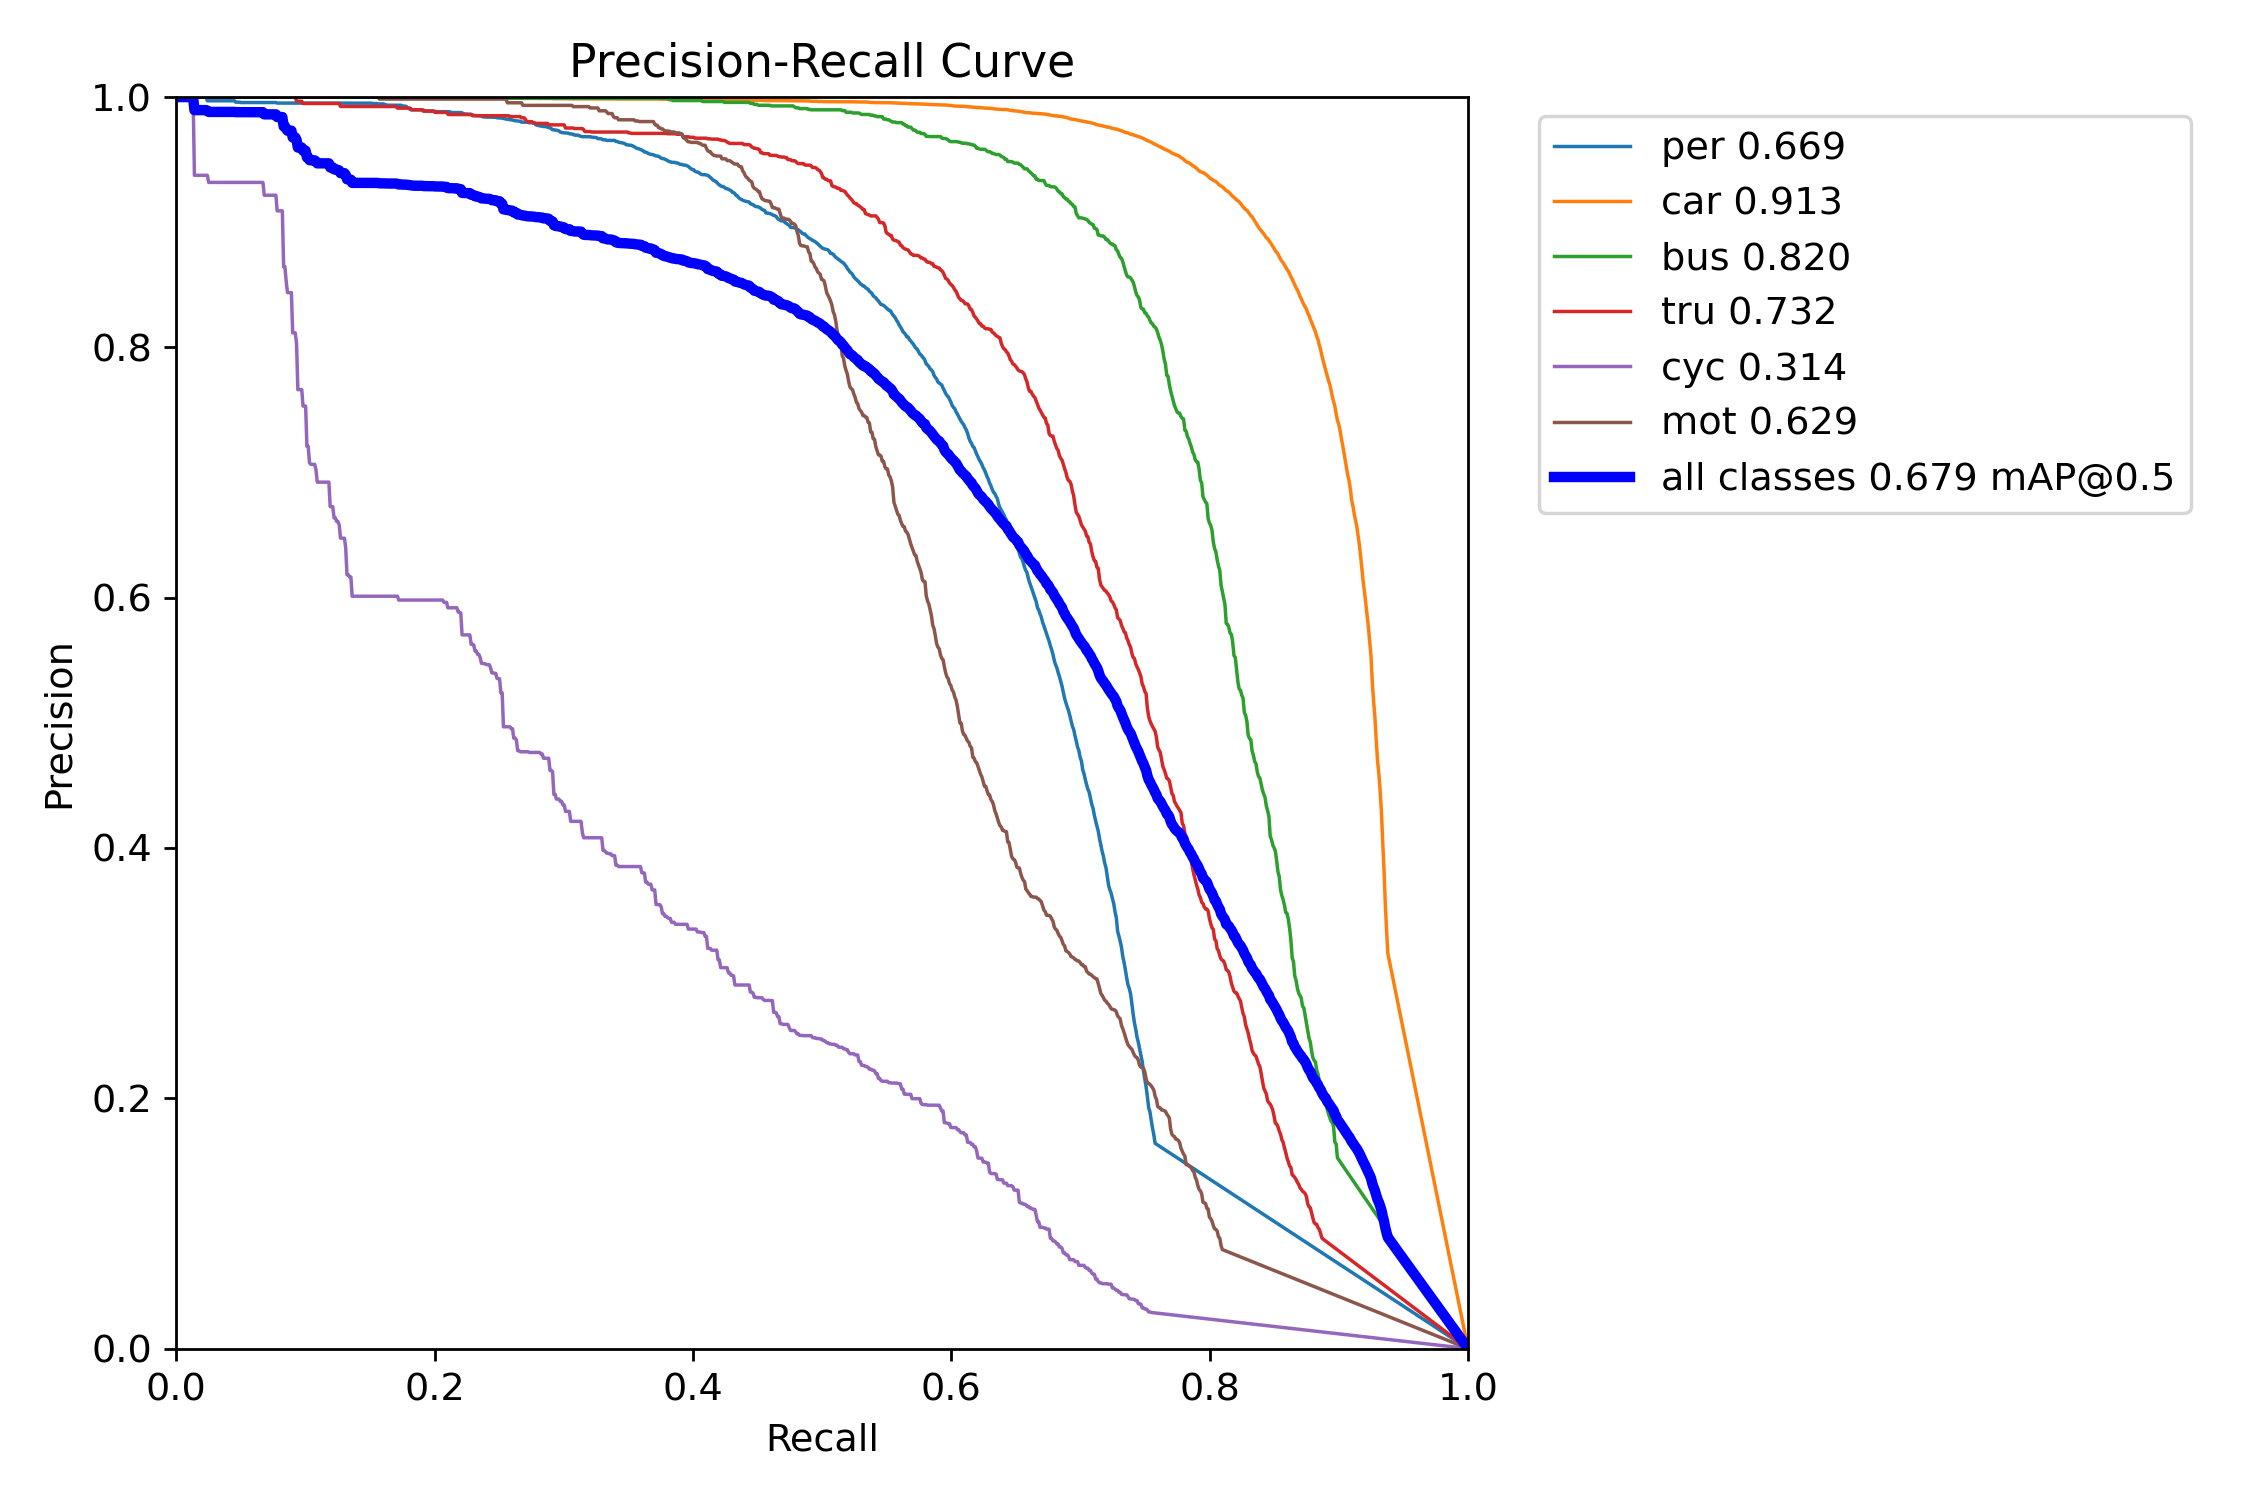 Precision-Recall Curve
1.0
0.8
0.6
0.4
0.2
0.0
Precision
0.0 0.2 0.4 0.6 0.8 1.0
Recall
per 0.669
car 0.913
bus 0.820
tru 0.732
cyc 0.314
mot 0.629
all classes 0.679 mAP@0.5